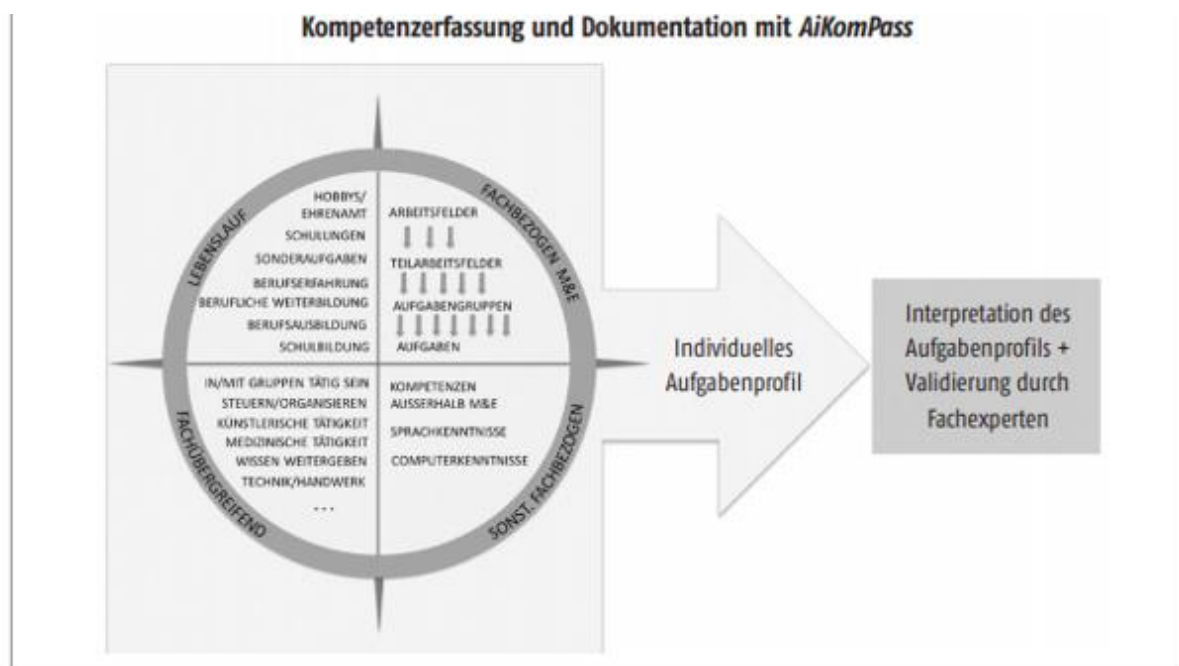 Kompetenzerfassung und Dokumentation mit AiKomPass
LEBENSLAUF
HOBBYS/
EHRENAMT
SCHULUNGEN
SONDERAUFGABEN
BERUFSERFAHRUNG
BERUFLICHE WEITERBILDUNG
BERUFSAUSBILDUNG
SCHULBILDUNG
FACHBEZOGEN M&E
ARBEITSFELDER
TEILARBEITSFELDER
AUFGABENGRUPPEN
AUFGABEN
FACHÜBERGREIFEND
IN/MIT GRUPPEN TÄTIG SEIN
STEUERN/ORGANISIEREN
KÜNSTLERISCHE TÄTIGKEIT
MEDIZINISCHE TÄTIGKEIT
WISSEN WEITERGEBEN
TECHNIK/HANDWERK
...
SONST. FACHBEZOGEN
KOMPETENZEN
AUSSERHALB M&E
SPRACHKENNTNISSE
COMPUTERKENNTNISSE
Individuelles
Aufgabenprofil
Interpretation des
Aufgabenprofils +
Validierung durch
Fachexperten